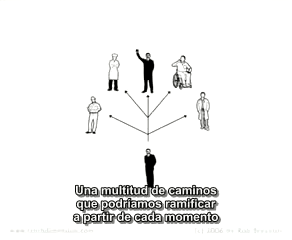 Una multitud de caminos
que podríamos ramificar
a partir de cada momento